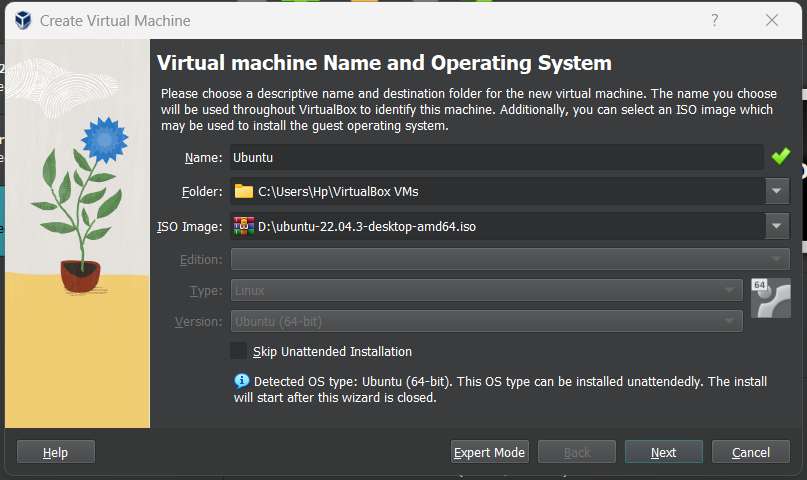 Create Virtual Machine
?
Virtual machine Name and Operating System
Please choose a descriptive name and destination folder for the new virtual machine. The name you choose
will be used throughout VirtualBox to identify this machine. Additionally, you can select an ISO image which
may be used to install the guest operating system.
Name: Ubuntu
Folder: C:\Users\Hp\VirtualBox VMs
ISO Image: D:\ubuntu-22.04.3-desktop-amd64.iso
Edition:
Type: Linux
64
Version: Ubuntu (64-bit)
Skip Unattended Installation
Detected OS type: Ubuntu (64-bit). This OS type can be installed unattendedly. The install
will start after this wizard is closed.
Help Expert Mode Back Next Cancel